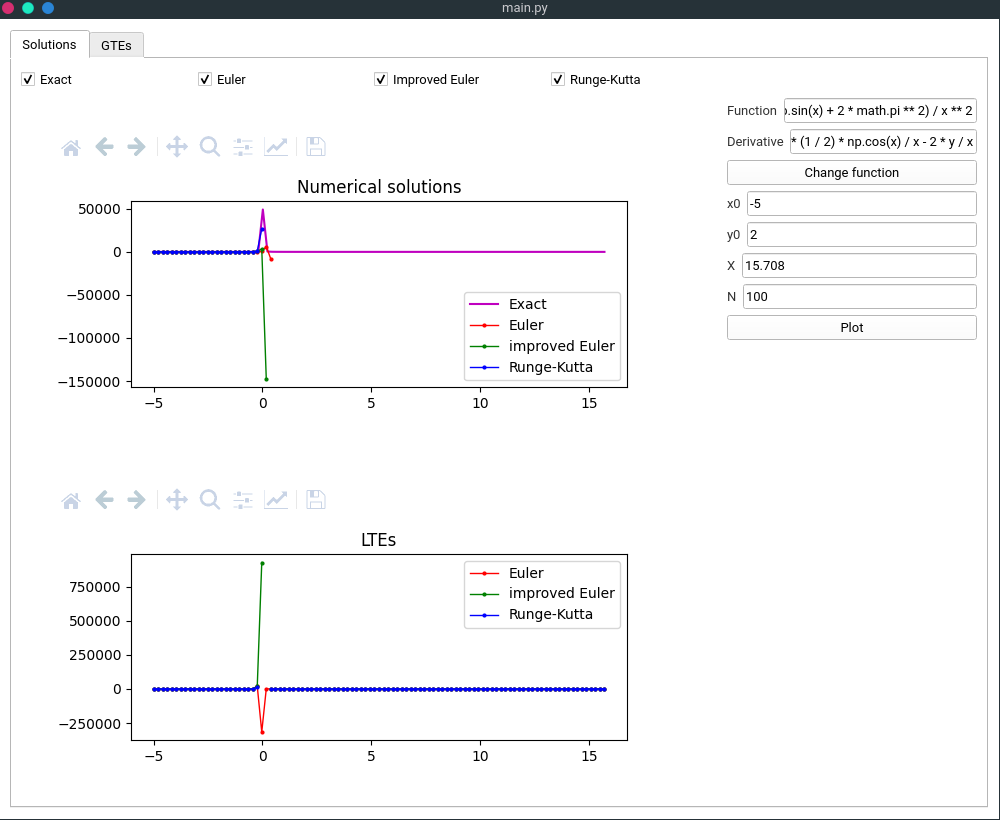 main.py
Solutions
GTEs
Exact
Euler
Improved Euler
Runge-Kutta
Function
.sin(x) + 2 * math.pi ** 2) / x ** 2
Derivative
* (1 / 2) * np.cos(x) / x - 2 * y / x
Change function
x0
-5
y0
2
X
15.708
N
100
Plot
Numerical solutions
50000
0
−50000
−100000
−150000
−5
0
5
10
15
Exact
Euler
improved Euler
Runge-Kutta
LTEs
750000
500000
250000
0
−250000
−5
0
5
10
15
Euler
improved Euler
Runge-Kutta